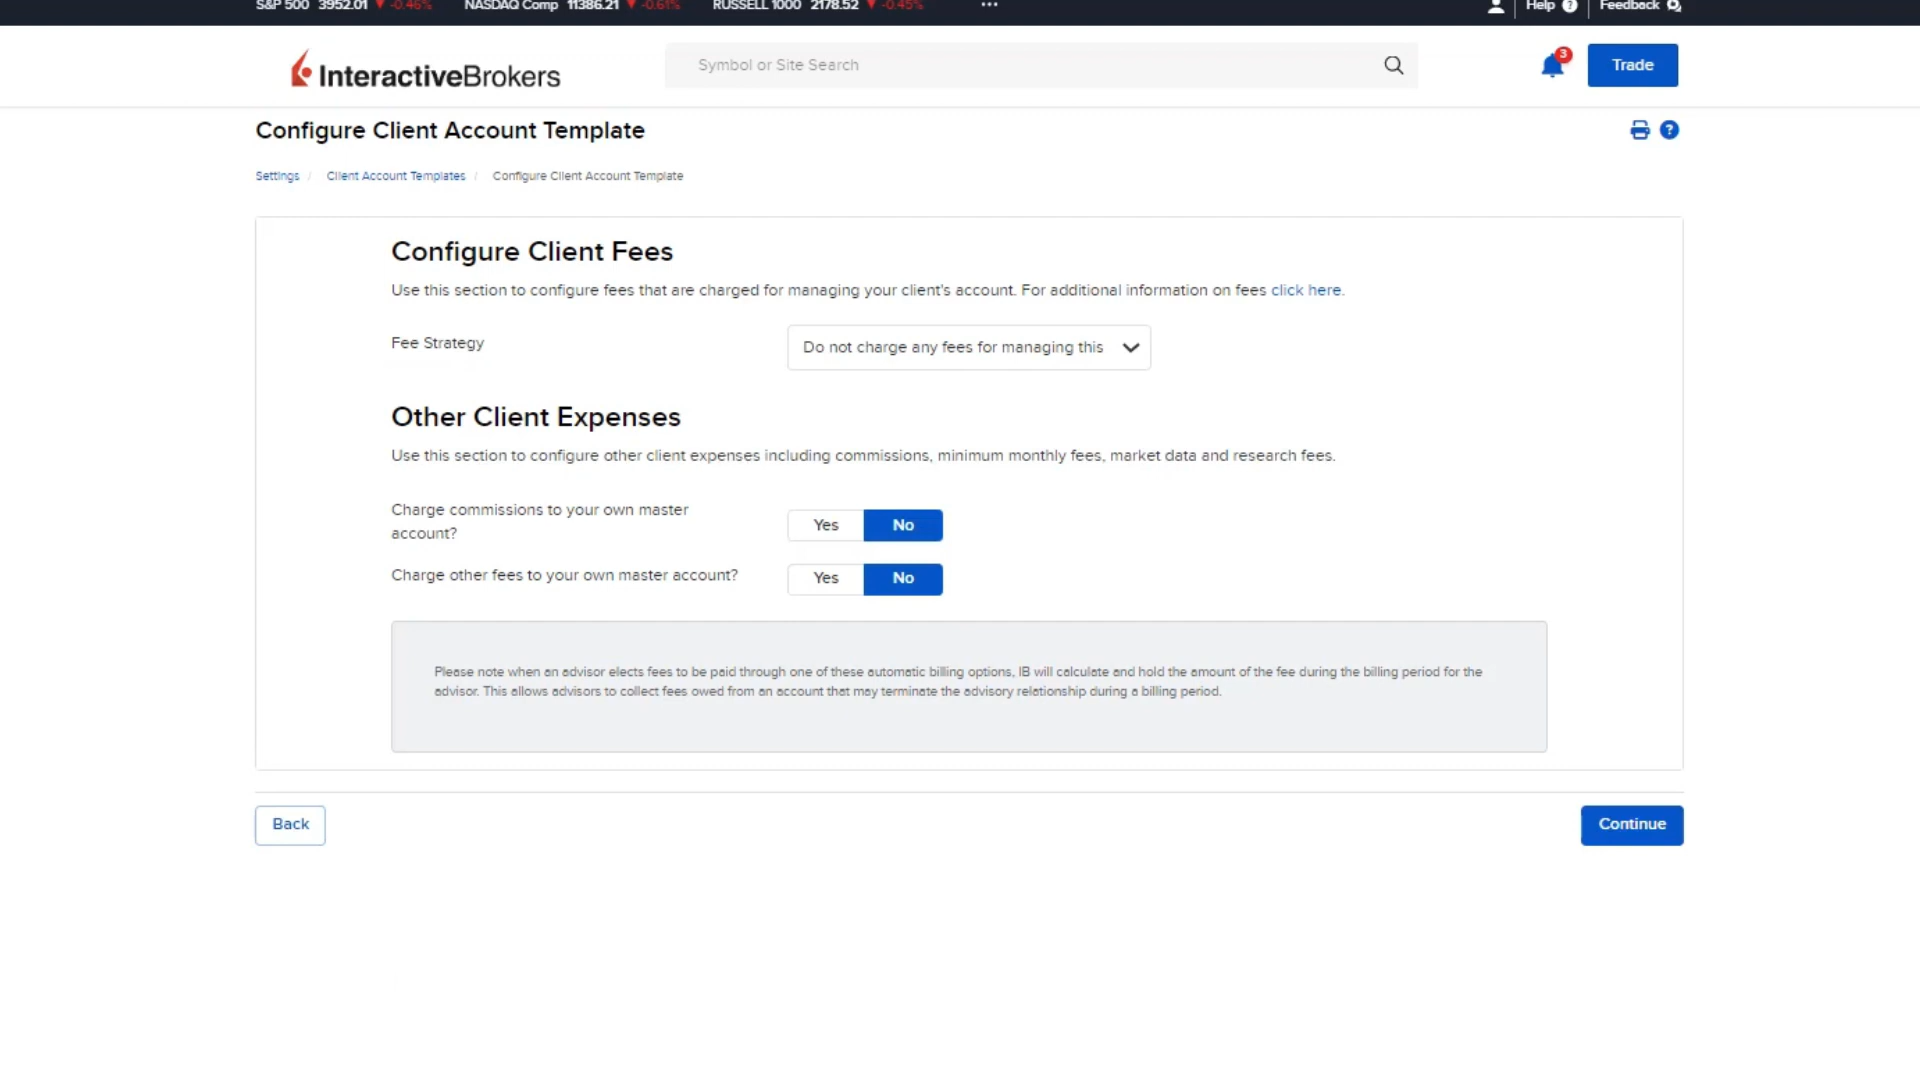 S&P 500 3952.01 ▼ -0.46% NASDAQ Comp 11386.21 ▼ -0.61% RUSSELL 1000 2178.52 ▼ -0.45% ... Help ? Feedback
InteractiveBrokers
Symbol or Site Search
3
Trade
Configure Client Account Template
?
Settings / Client Account Templates / Configure Client Account Template
Configure Client Fees
Use this section to configure fees that are charged for managing your client's account. For additional information on fees click here.
Fee Strategy
Do not charge any fees for managing this
Other Client Expenses
Use this section to configure other client expenses including commissions, minimum monthly fees, market data and research fees.
Charge commissions to your own master
account?
Yes No
Charge other fees to your own master account?
Yes No
Please note when an advisor elects fees to be paid through one of these automatic billing options, IB will calculate and hold the amount of the fee during the billing period for the
advisor. This allows advisors to collect fees owed from an account that may terminate the advisory relationship during a billing period.
Back
Continue